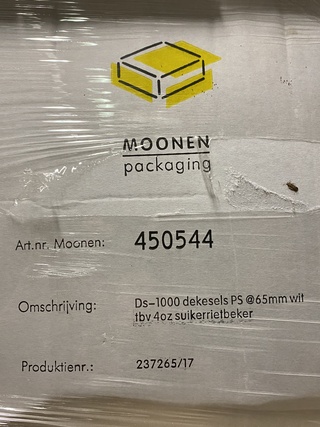 MOONEN
packaging
Art.nr. Moonen: 450544
Omschrijving: Ds-1000 dekesels PS @65mm wit
tbv 4oz suikerrietbeker
Produktienr.: 237265/17